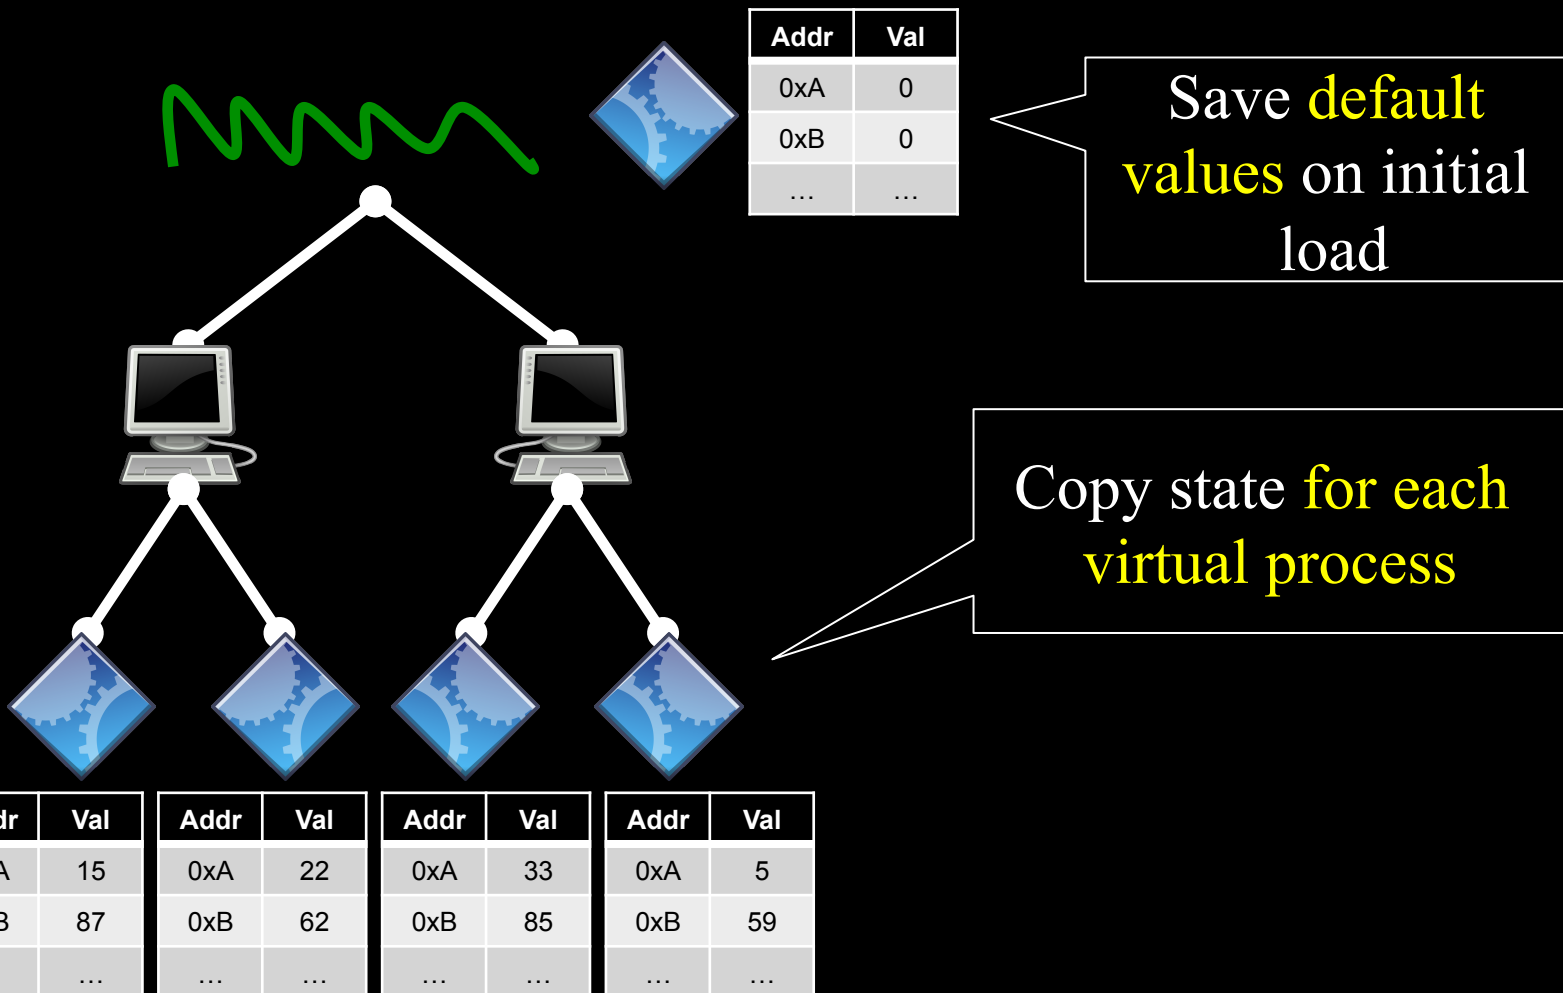 Addr Val
0xA 0
0xB 0
… …
Save default
values on initial
load
Copy state for each
virtual process
dr Val Addr Val Addr Val Addr Val
A 15 0xA 22 0xA 33 0xA 5
B 87 0xB 62 0xB 85 0xB 59
… … … … … … …